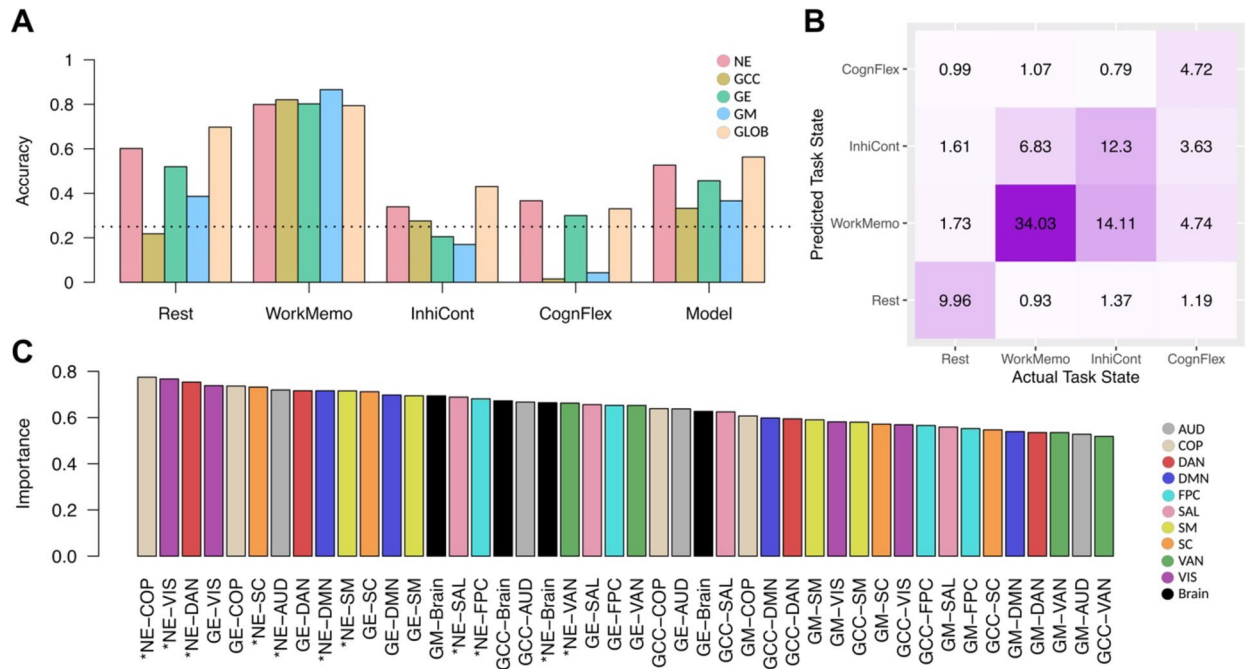 A
1
0.8
0.6
0.4
0.2
0
Accuracy
NE
GCC
GE
GM
GLOB
Rest WorkMemo InhiCont CognFlex Model
B
Predicted Task State
CognFlex 0.99 1.07 0.79 4.72
InhiCont 1.61 6.83 12.3 3.63
WorkMemo 1.73 34.03 14.11 4.74
Rest 9.96 0.93 1.37 1.19
Rest WorkMemo InhiCont CognFlex
Actual Task State
C
0.8
0.6
0.4
0.2
0.0
Importance
*NE-COP
*NE-VIS
*NE-DAN
GE-VIS
GE-COP
*NE-SC
*NE-AUD
GE-DAN
*NE-DMN
*NE-SM
GE-SC
GE-DMN
GE-SM
GM-Brain
*NE-SAL
*NE-FPC
GCC-Brain
GCC-AUD
*NE-Brain
*NE-VAN
GE-SAL
GE-FPC
GE-VAN
GCC-COP
GE-AUD
GE-Brain
GCC-SAL
GM-COP
GCC-DMN
GCC-DAN
GM-SM
GM-VIS
GCC-SM
GM-SC
GCC-VIS
GCC-FPC
GM-SAL
GM-FPC
GCC-SC
GM-DMN
GM-DAN
GM-VAN
GM-AUD
GCC-VAN
AUD
COP
DAN
DMN
FPC
SAL
SM
SC
VAN
VIS
Brain